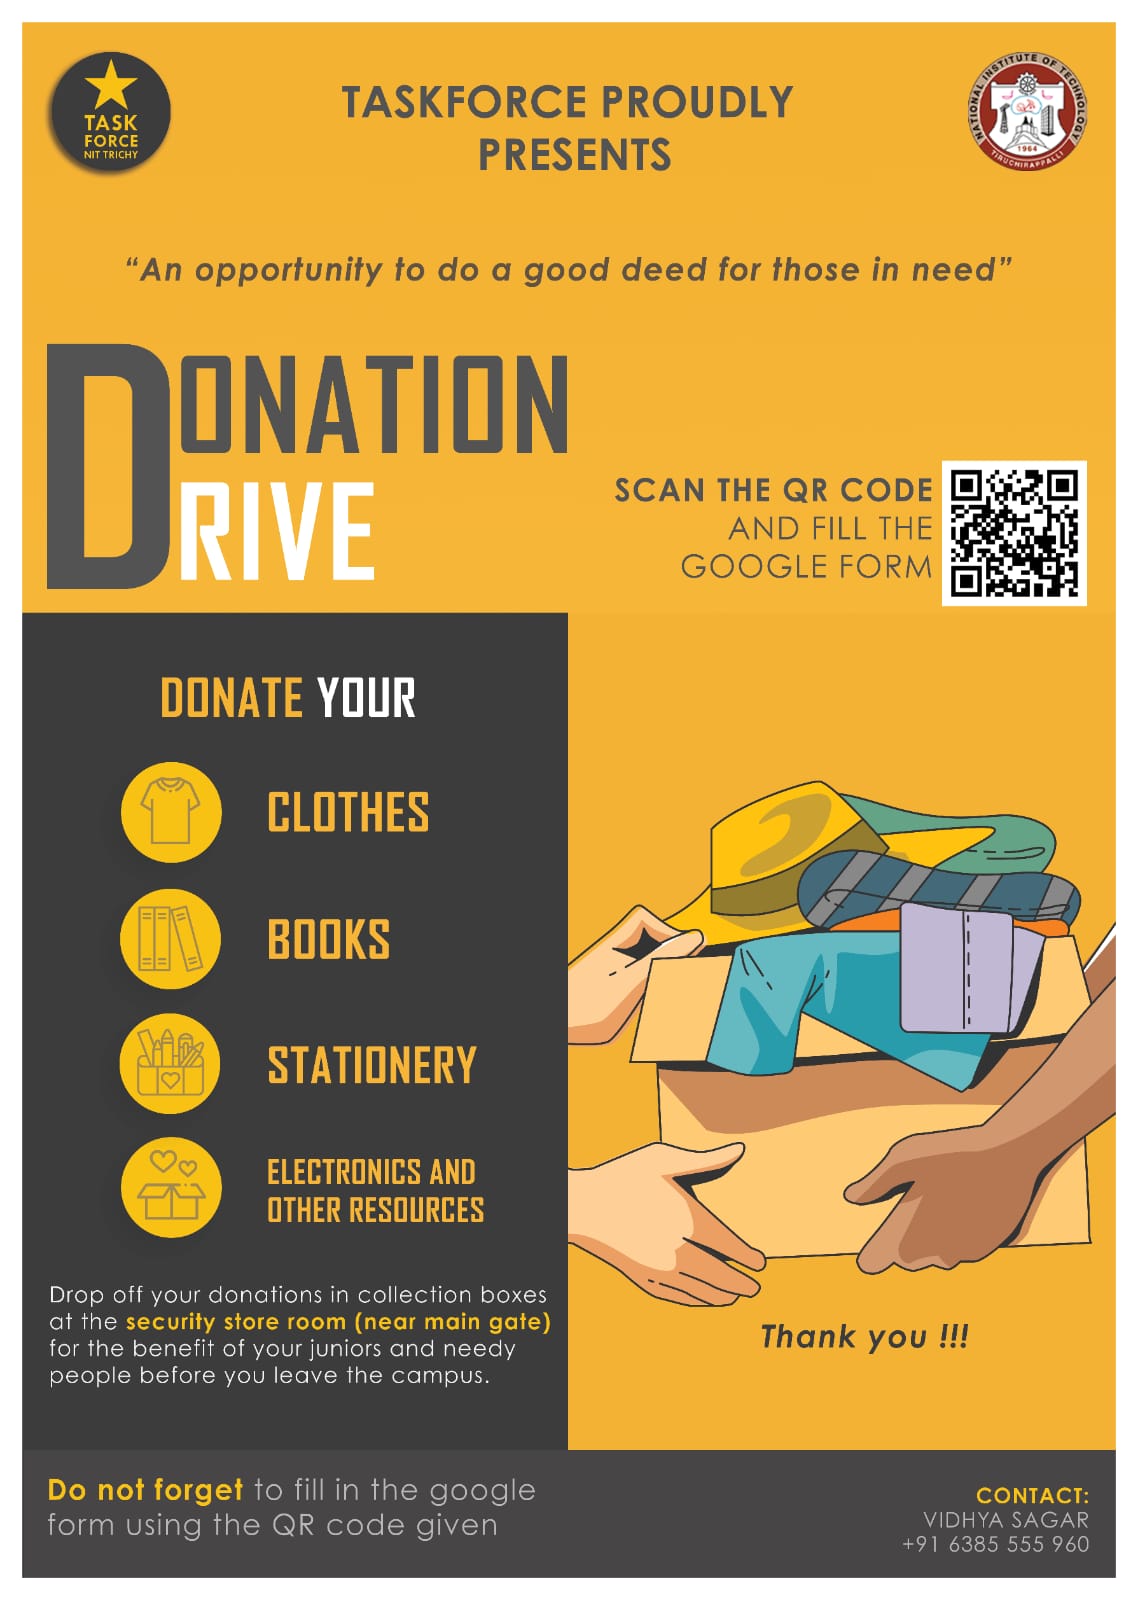 TASK
FORCE
NIT TRICHY
TASKFORCE PROUDLY
PRESENTS
NATIONAL INSTITUTE OF TECHNOLOGY
1964
TIRUCHIRAPPALLI
“An opportunity to do a good deed for those in need”
DONATION
DRIVE
SCAN THE QR CODE
AND FILL THE
GOOGLE FORM
DONATE YOUR
CLOTHES
BOOKS
STATIONERY
ELECTRONICS AND
OTHER RESOURCES
Drop off your donations in collection boxes
at the security store room (near main gate)
for the benefit of your juniors and needy
people before you leave the campus.
Thank you !!!
Do not forget to fill in the google
form using the QR code given
CONTACT:
VIDHYA SAGAR
+91 6385 555 960